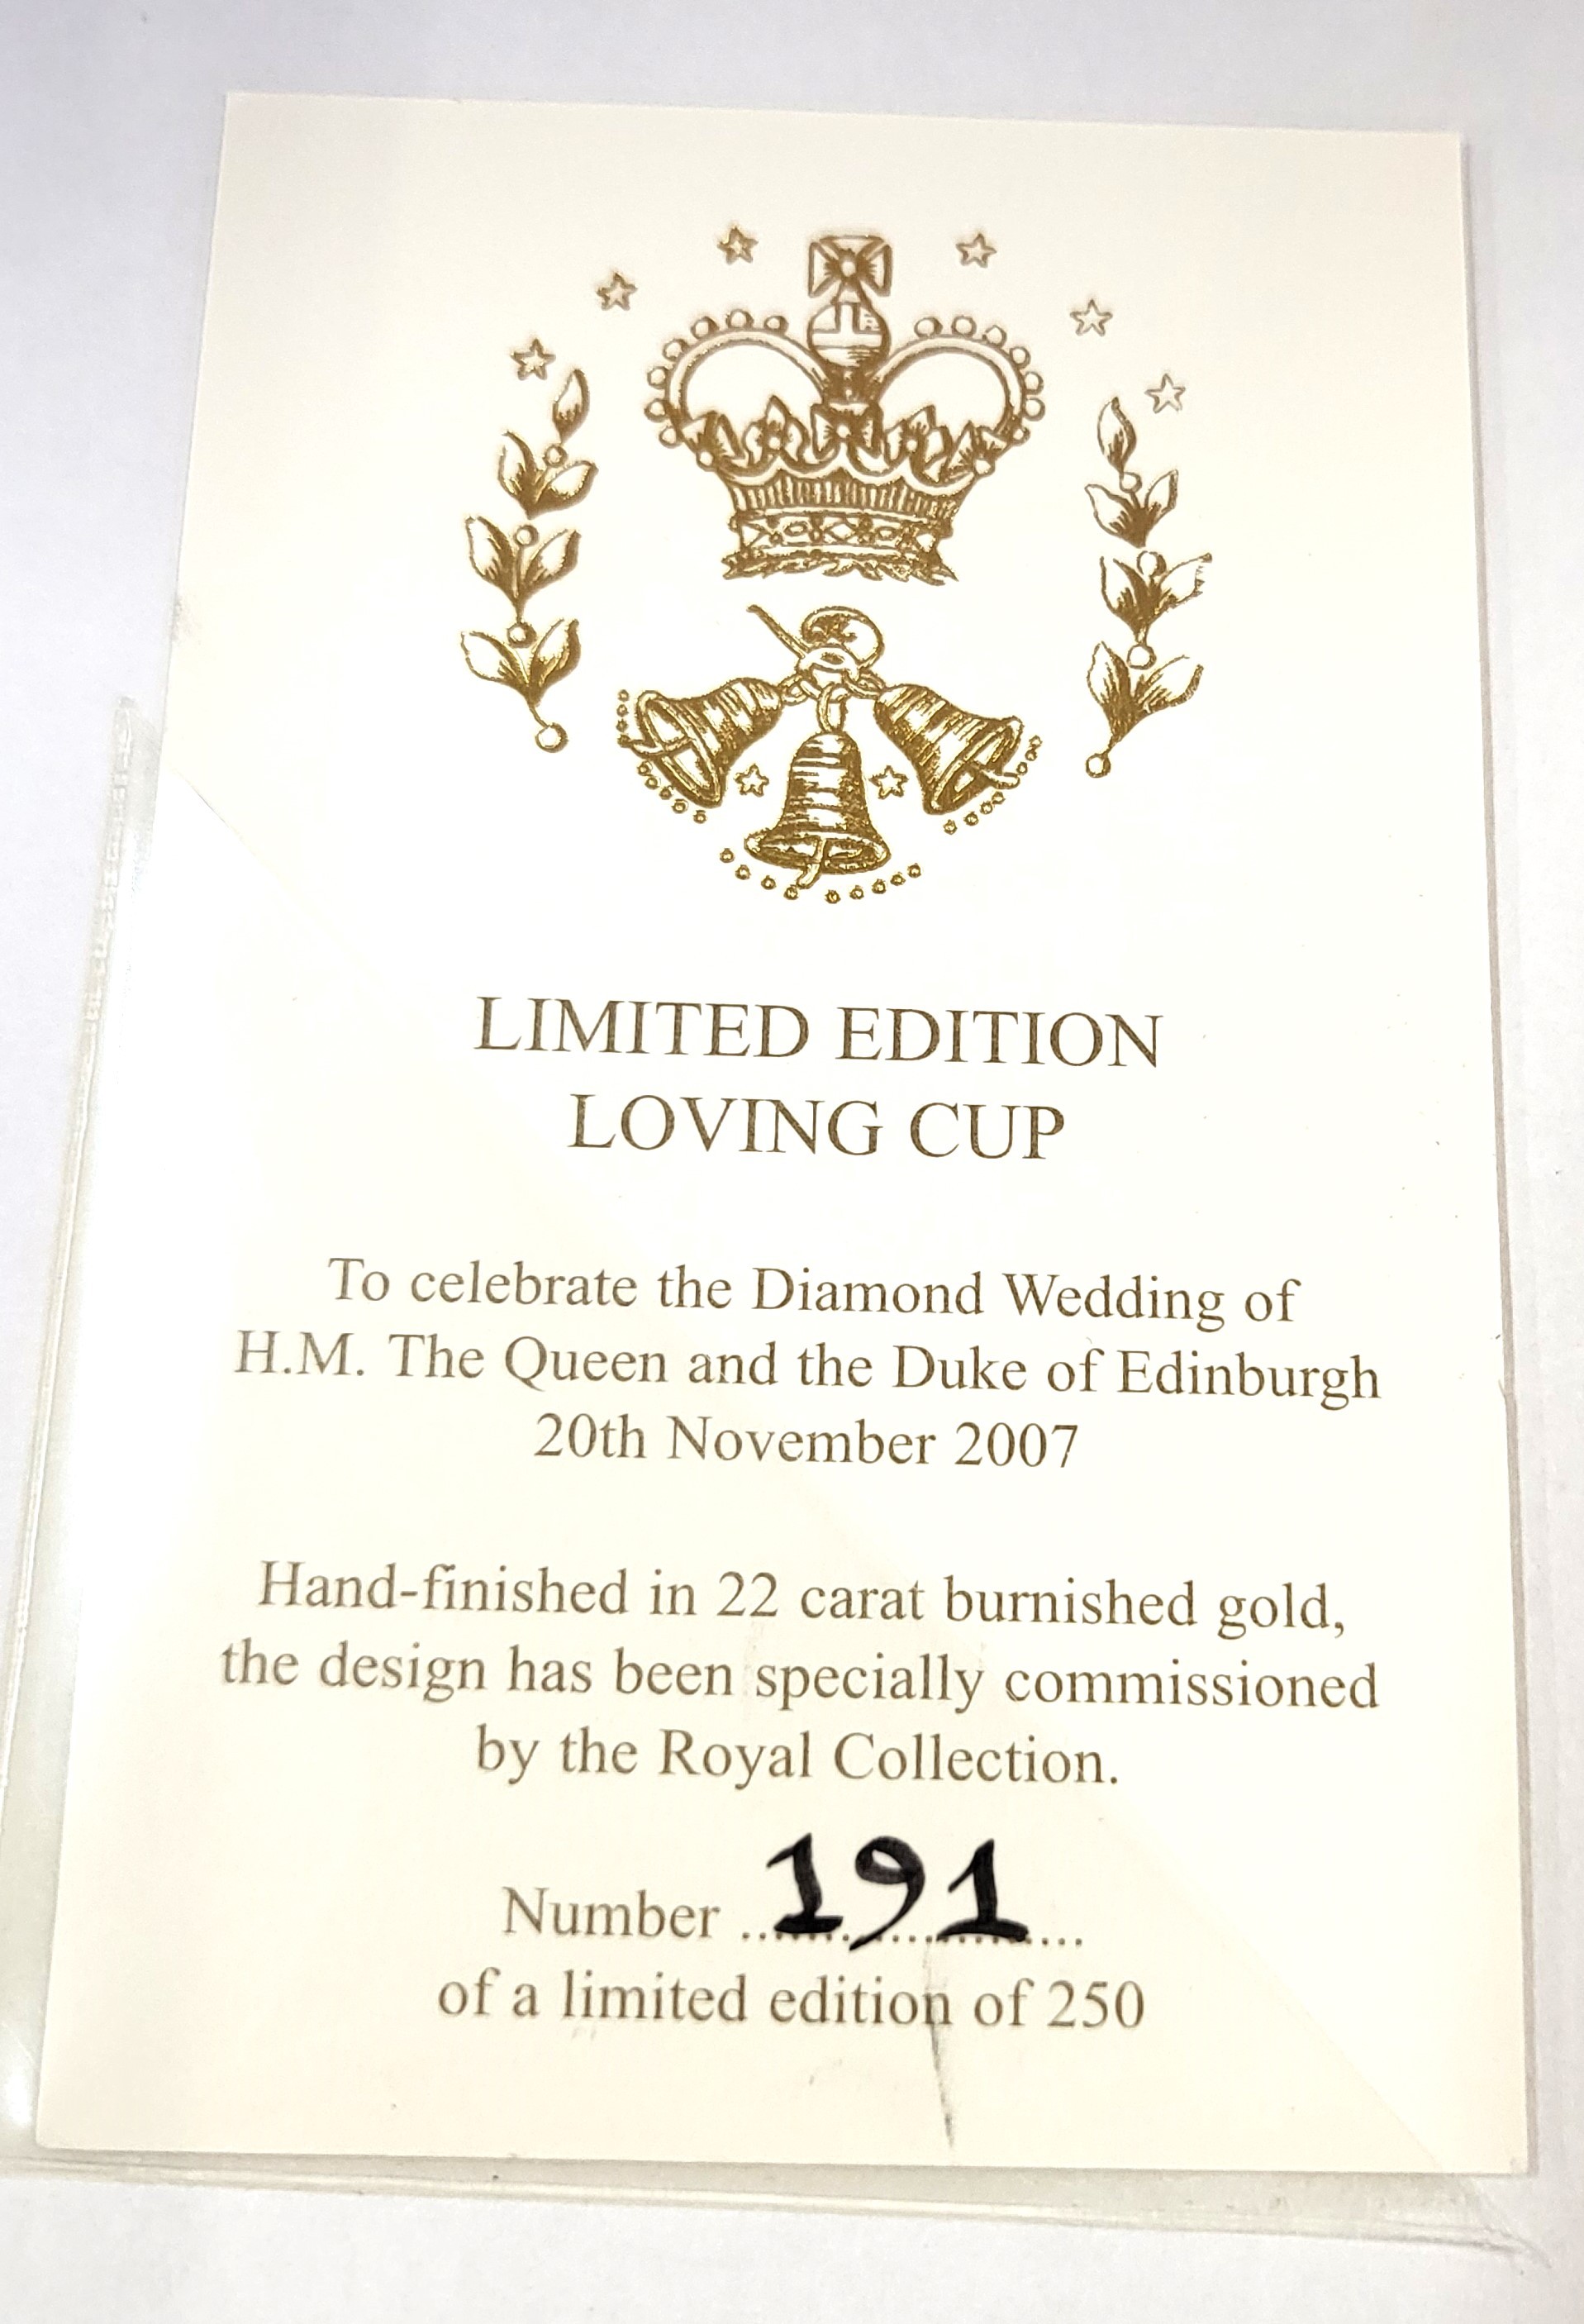 LIMITED EDITION
LOVING CUP
To celebrate the Diamond Wedding of
H.M. The Queen and the Duke of Edinburgh
20th November 2007
Hand-finished in 22 carat burnished gold,
the design has been specially commissioned
by the Royal Collection.
Number 191
of a limited edition of 250